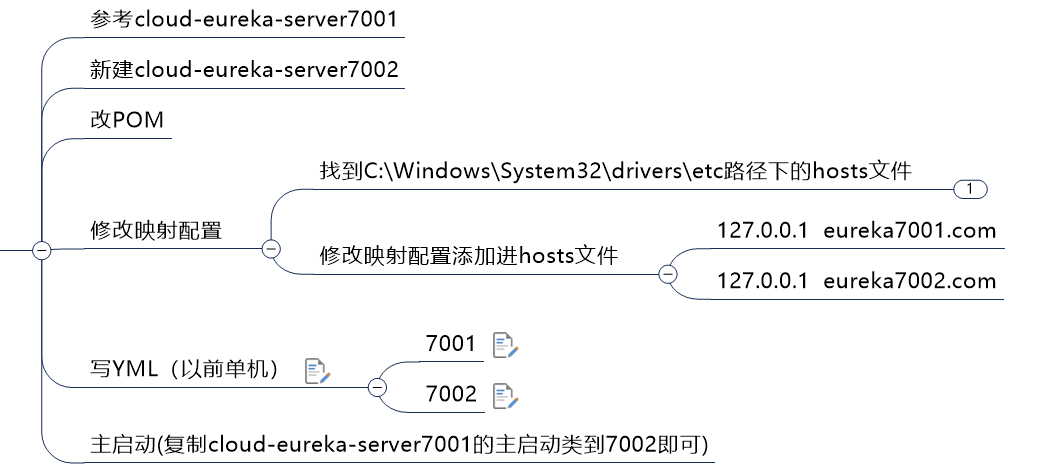 参考cloud-eureka-server7001
新建cloud-eureka-server7002
改POM
修改映射配置
找到C:\Windows\System32\drivers\etc路径下的hosts文件
1
修改映射配置添加进hosts文件
127.0.0.1  eureka7001.com
127.0.0.1  eureka7002.com
写YML（以前单机）
7001
7002
主启动(复制cloud-eureka-server7001的主启动类到7002即可)